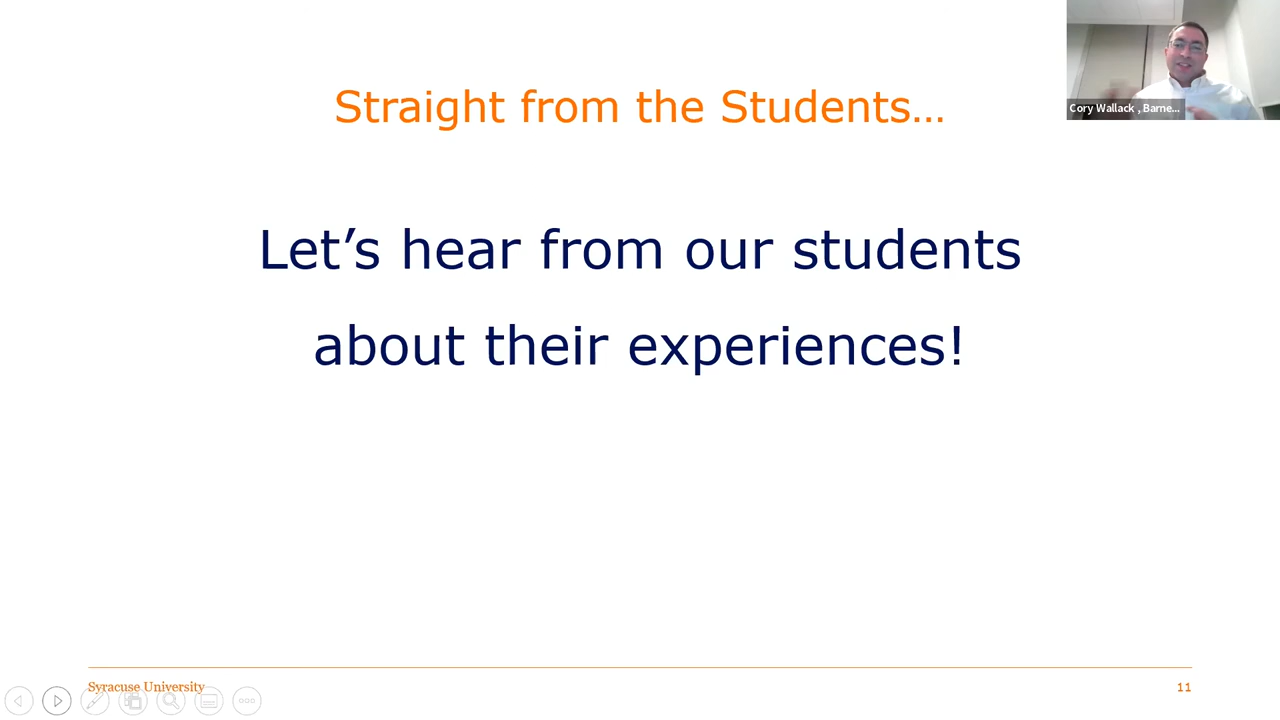 Straight from the Students…
Cory Wallack , Barne...
Let’s hear from our students
about their experiences!
Syracuse University
11